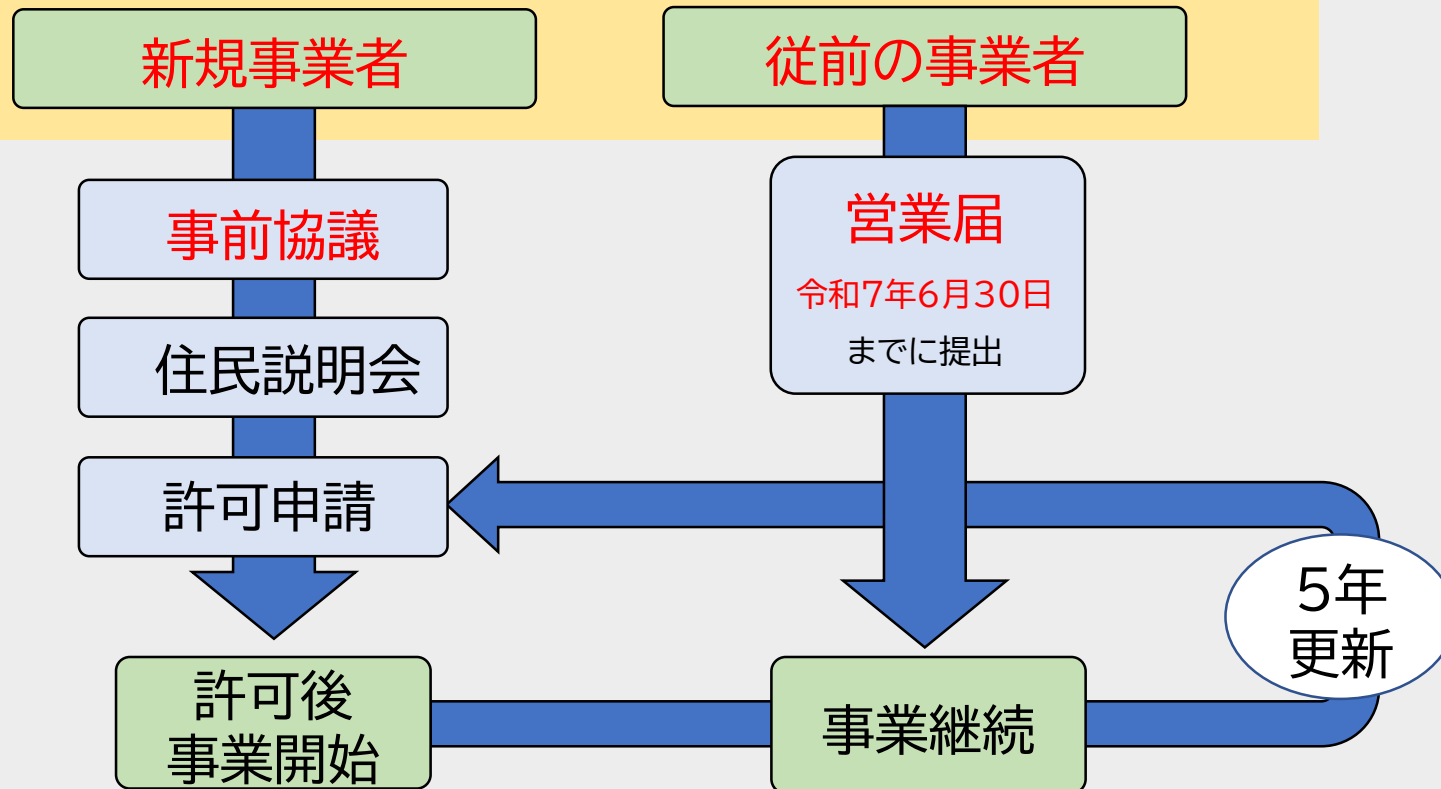 新規事業者
従前の事業者
事前協議
住民説明会
許可申請
営業届
令和7年6月30日
までに提出
5年
更新
許可後
事業開始
事業継続